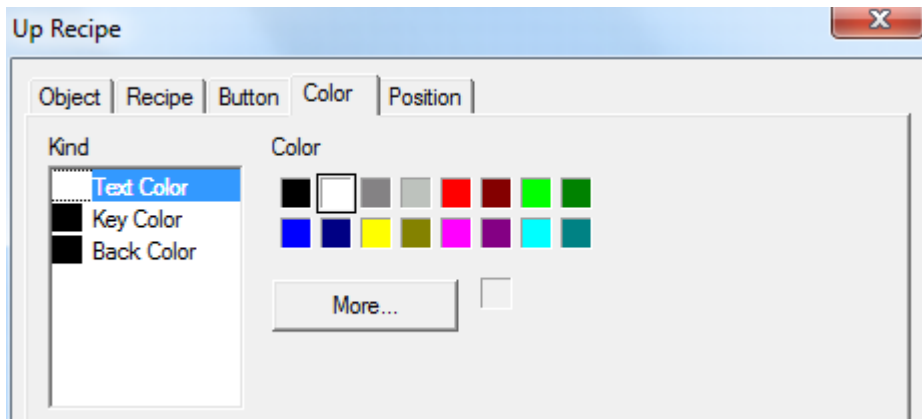 Up Recipe
Object Recipe Button Color Position
Kind Color
Text Color
Key Color
Back Color
More...